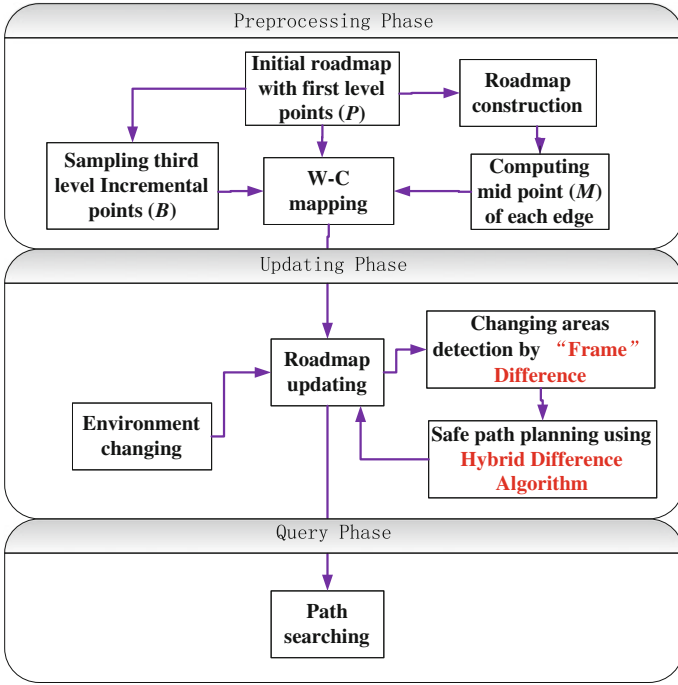 Preprocessing Phase
Initial roadmap
with first level
points (P)
Roadmap
construction
Sampling third
level Incremental
points (B)
W-C
mapping
Computing
mid point (M)
of each edge
Updating Phase
Roadmap
updating
Changing areas
detection by “Frame”
Difference
Environment
changing
Safe path planning using
Hybrid Difference
Algorithm
Query Phase
Path
searching